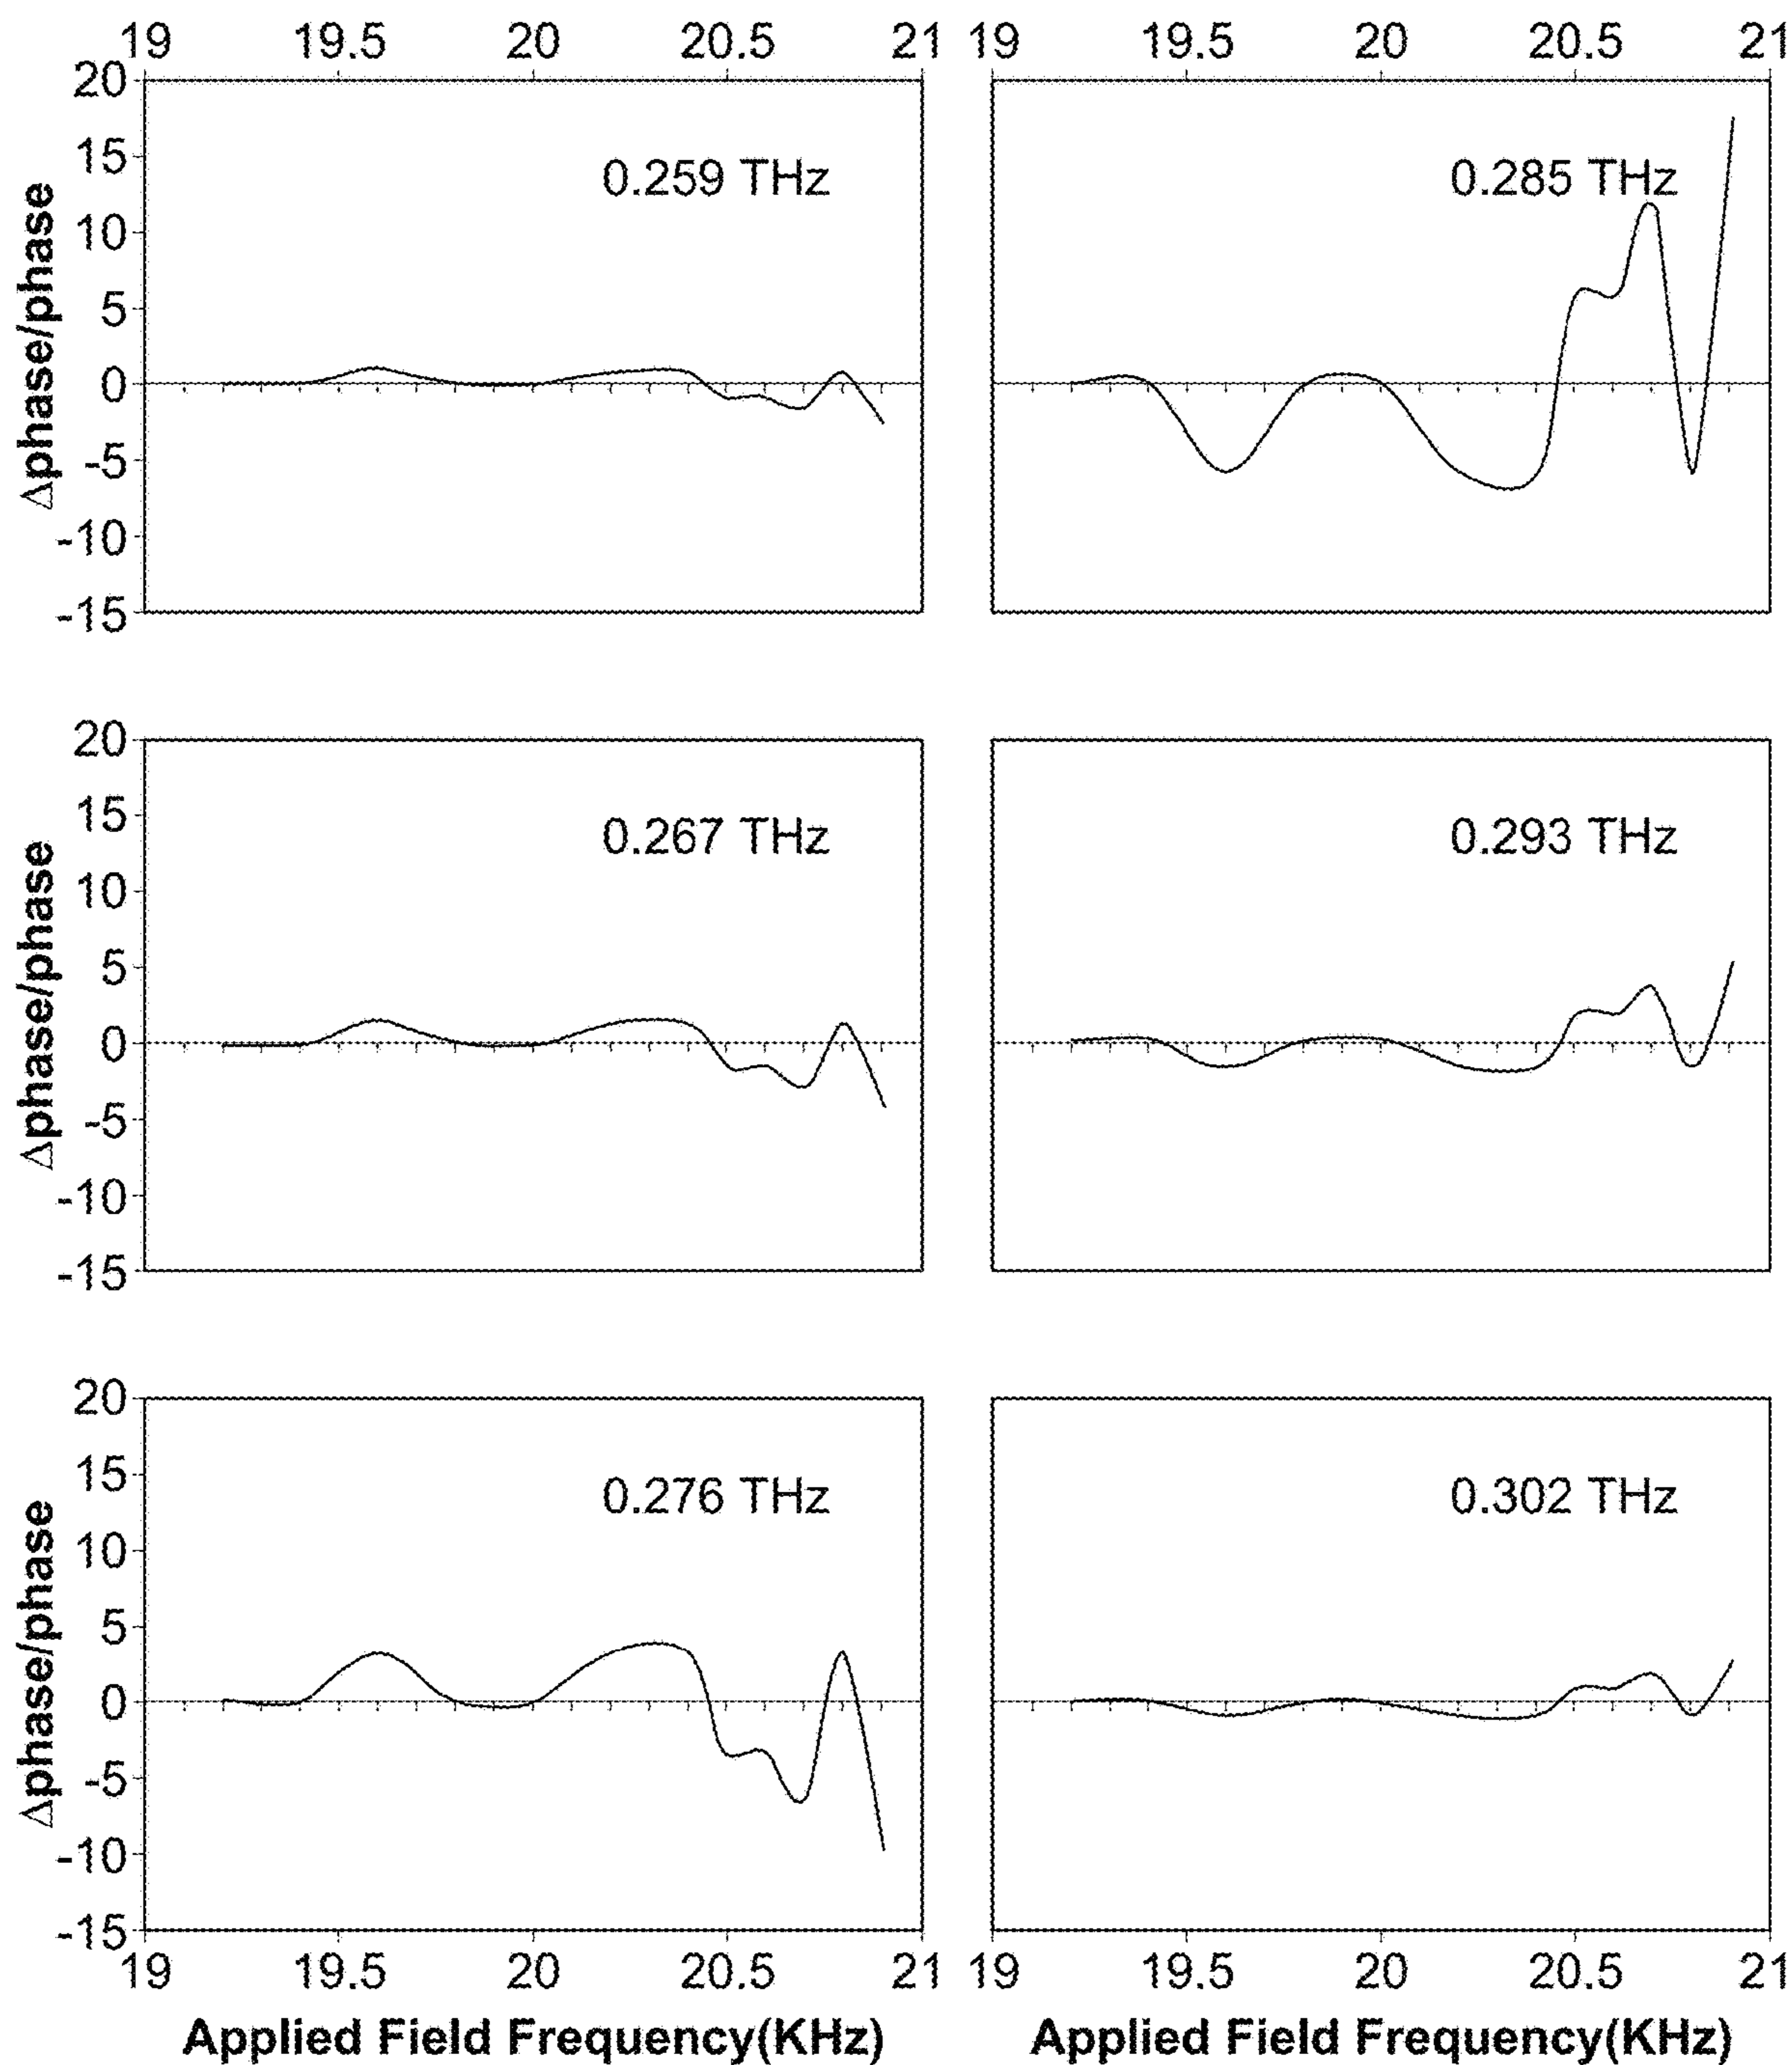 19 19.5 20 20.5 21 19 19.5 20 20.5 21
20
15
10
5
0
-5
-10
-15
Δphase/phase
0.259 THz
0.285 THz
20
15
10
5
0
-5
-10
-15
Δphase/phase
0.267 THz
0.293 THz
20
15
10
5
0
-5
-10
-15
Δphase/phase
0.276 THz
0.302 THz
19 19.5 20 20.5 21 19 19.5 20 20.5 21
Applied Field Frequency(KHz) Applied Field Frequency(KHz)